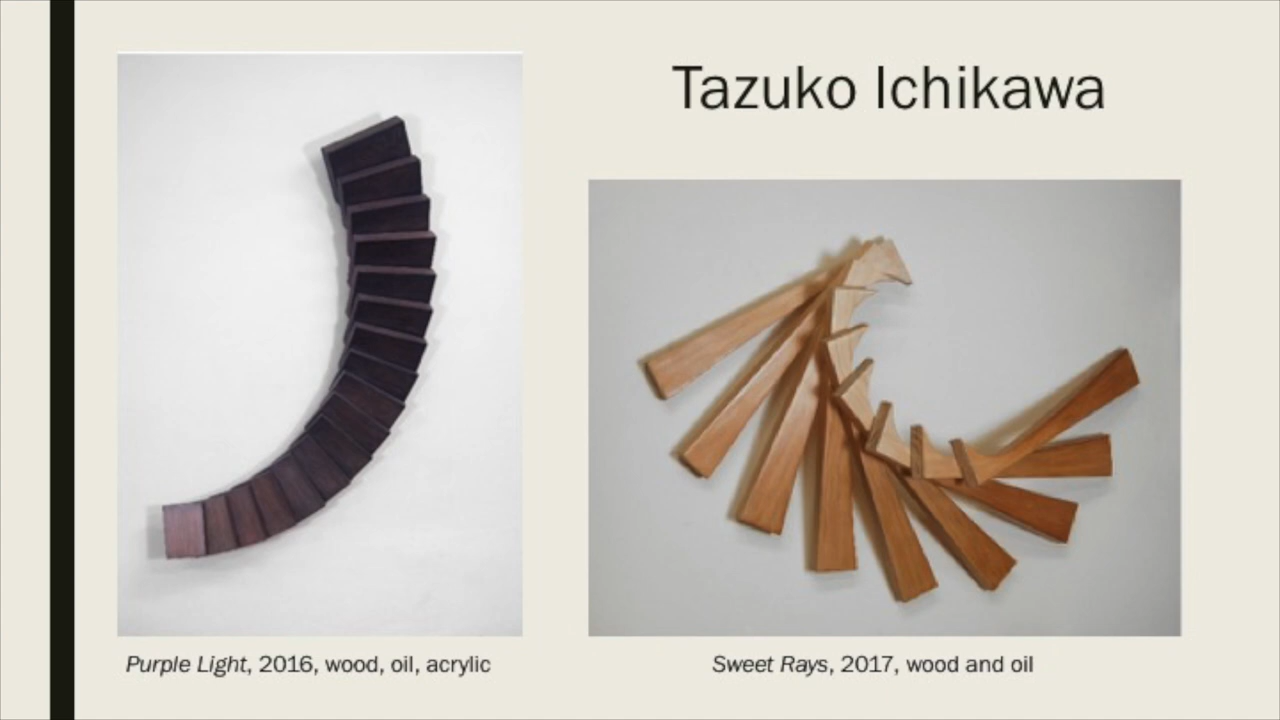 Tazuko Ichikawa
Purple Light, 2016, wood, oil, acrylic
Sweet Rays, 2017, wood and oil